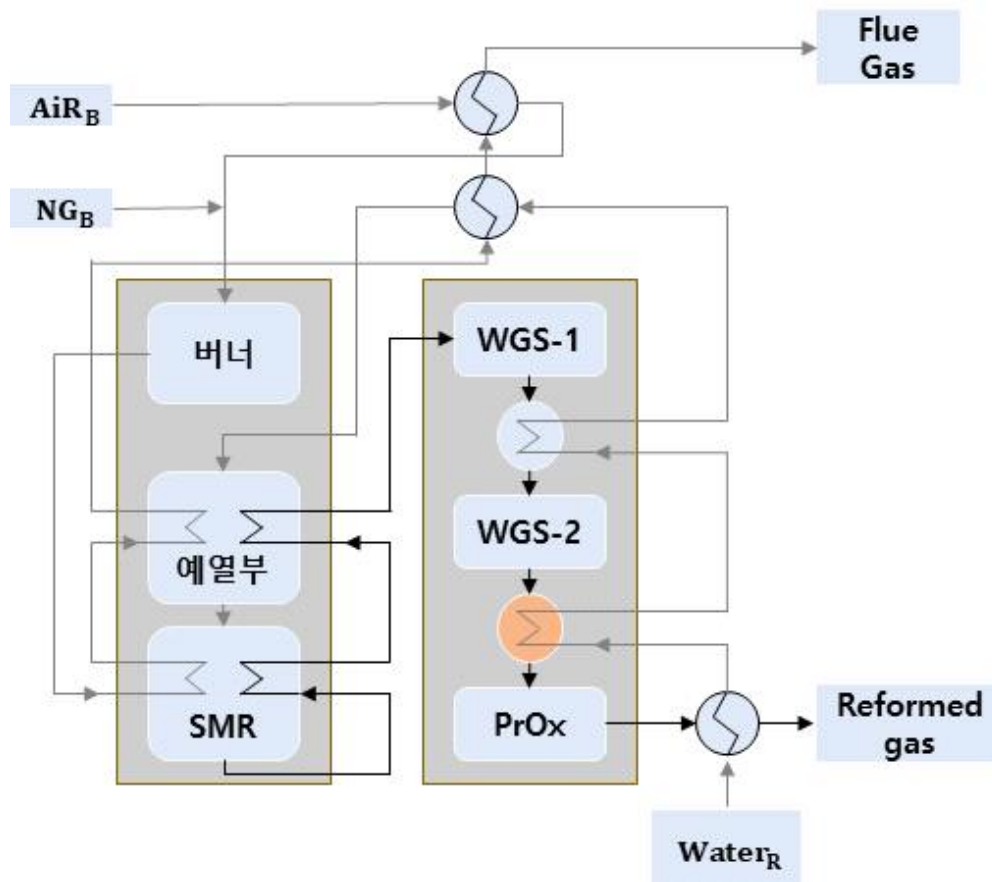 Flue
Gas
AiR_B
NG_B
버너
WGS-1
예열부
WGS-2
SMR
PrOx
Reformed
gas
Water_R